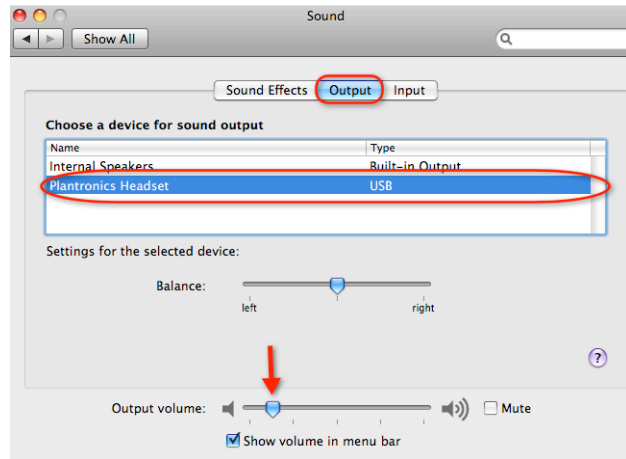 Sound
Show All
Sound Effects Output Input
Choose a device for sound output
Name Type
Internal Speakers Built-in Output
Plantronics Headset USB
Settings for the selected device:
Balance:
left right
?
Output volume: Mute
Show volume in menu bar